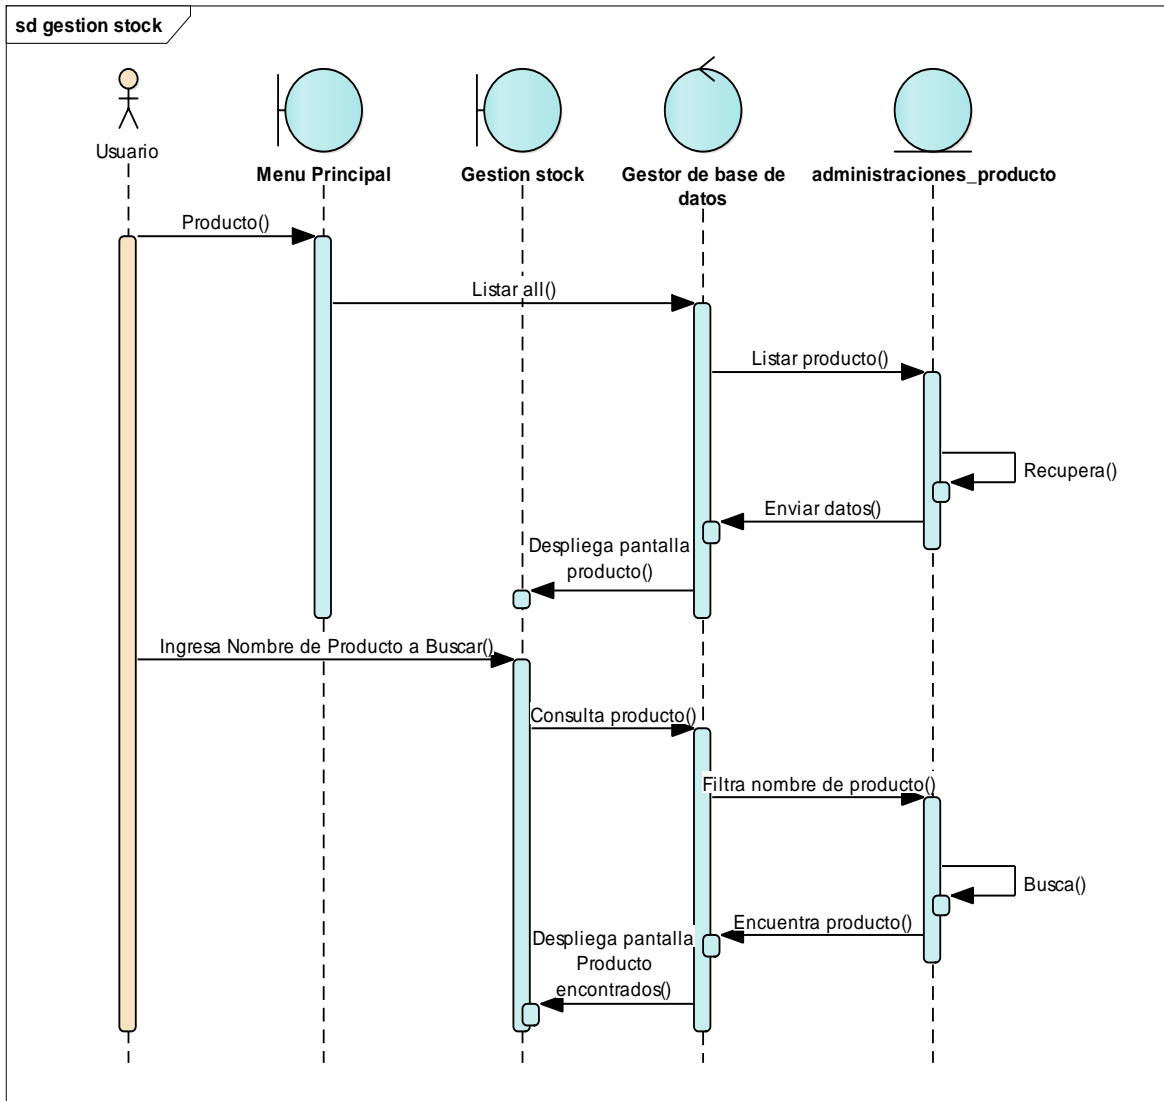 sd gestion stock
Usuario
Menu Principal
Gestion stock
Gestor de base de
datos
administraciones_producto
Producto()
Listar all()
Listar producto()
Recupera()
Enviar datos()
Despliega pantalla
producto()
Ingresa Nombre de Producto a Buscar()
Consulta producto()
Filtra nombre de producto()
Busca()
Encuentra producto()
Despliega pantalla
Producto
encontrados()